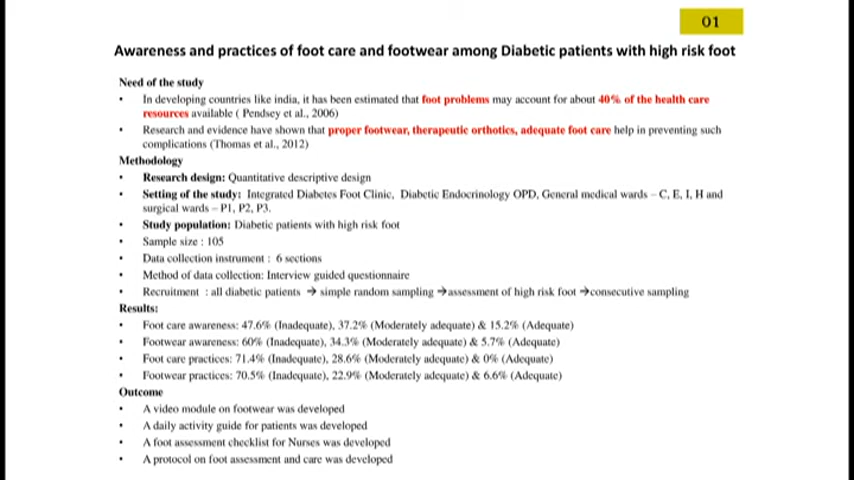 01
Awareness and practices of foot care and footwear among Diabetic patients with high risk foot
Need of the study
• In developing countries like india, it has been estimated that foot problems may account for about 40% of the health care
resources available ( Pendsey et al., 2006)
• Research and evidence have shown that proper footwear, therapeutic orthotics, adequate foot care help in preventing such
complications (Thomas et al., 2012)
Methodology
• Research design: Quantitative descriptive design
• Setting of the study: Integrated Diabetes Foot Clinic, Diabetic Endocrinology OPD, General medical wards – C, E, I, H and
surgical wards – P1, P2, P3.
• Study population: Diabetic patients with high risk foot
• Sample size : 105
• Data collection instrument : 6 sections
• Method of data collection: Interview guided questionnaire
• Recruitment : all diabetic patients → simple random sampling →assessment of high risk foot →consecutive sampling
Results:
• Foot care awareness: 47.6% (Inadequate), 37.2% (Moderately adequate) & 15.2% (Adequate)
• Footwear awareness: 60% (Inadequate), 34.3% (Moderately adequate) & 5.7% (Adequate)
• Foot care practices: 71.4% (Inadequate), 28.6% (Moderately adequate) & 0% (Adequate)
• Footwear practices: 70.5% (Inadequate), 22.9% (Moderately adequate) & 6.6% (Adequate)
Outcome
• A video module on footwear was developed
• A daily activity guide for patients was developed
• A foot assessment checklist for Nurses was developed
• A protocol on foot assessment and care was developed